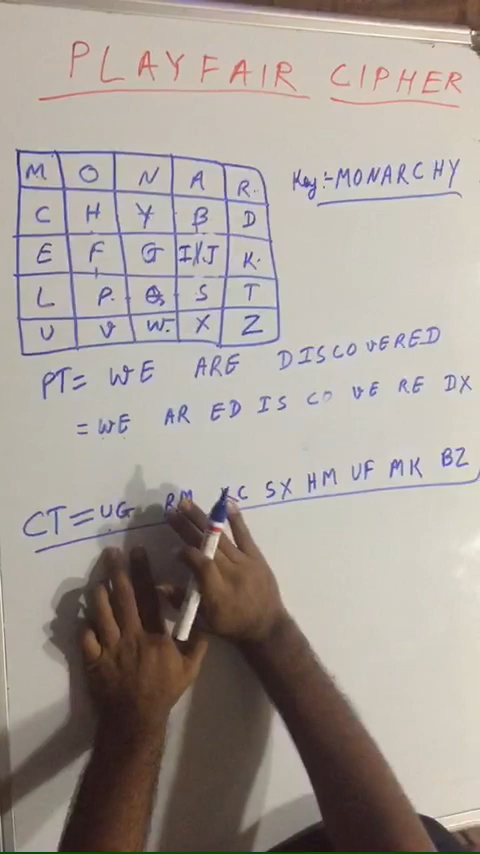 PLAYFAIR CIPHER
Key:- MONARCHY
M O N A R
C H Y B D
E F G I/J K
L P Q S T
U V W X Z
PT = WE ARE DISCOVERED
= WE AR ED IS CO VE RE DX
CT = UG RM KC SX HM UF MK BZ